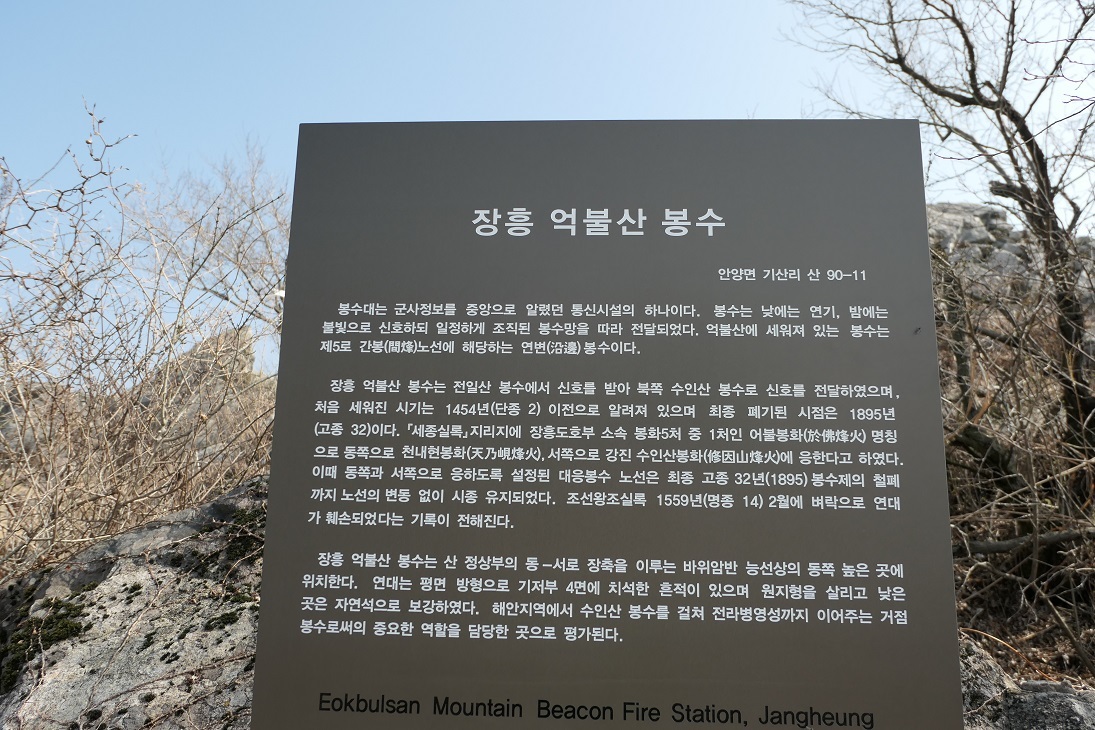 장흥 억불산 봉수
안양면 기산리 산 90-11
봉수대는 군사정보를 중앙으로 알렸던 통신시설의 하나이다. 봉수는 낮에는 연기, 밤에는
불빛으로 신호하되 일정하게 조직된 봉수망을 따라 전달되었다. 억불산에 세워져 있는 봉수는
제5로 간봉(間烽)노선에 해당하는 연변(沿邊)봉수이다.
장흥 억불산 봉수는 전일산 봉수에서 신호를 받아 북쪽 수인산 봉수로 신호를 전달하였으며,
처음 세워진 시기는 1454년(단종 2) 이전으로 알려져 있으며 최종 폐기된 시점은 1895년
(고종 32)이다. 「세종실록」지리지에 장흥도호부 소속 봉화5처 중 1처인 어불봉화(於佛烽火) 명칭
으로 동쪽으로 천내현봉화(天乃峴烽火), 서쪽으로 강진 수인산봉화(修因山烽火)에 응한다고 하였다.
이때 동쪽과 서쪽으로 응하도록 설정된 대응봉수 노선은 최종 고종 32년(1895) 봉수제의 철폐
까지 노선의 변동 없이 시종 유지되었다. 조선왕조실록 1559년(명종 14) 2월에 벼락으로 연대
가 훼손되었다는 기록이 전해진다.
장흥 억불산 봉수는 산 정상부의 동-서로 장축을 이루는 바위암반 능선상의 동쪽 높은 곳에
위치한다. 연대는 평면 방형으로 기저부 4면에 치석한 흔적이 있으며 원지형을 살리고 낮은
곳은 자연석으로 보강하였다. 해안지역에서 수인산 봉수를 걸쳐 전라병영성까지 이어주는 거점
봉수로써의 중요한 역할을 담당한 곳으로 평가된다.
Eokbulsan Mountain Beacon Fire Station, Jangheung